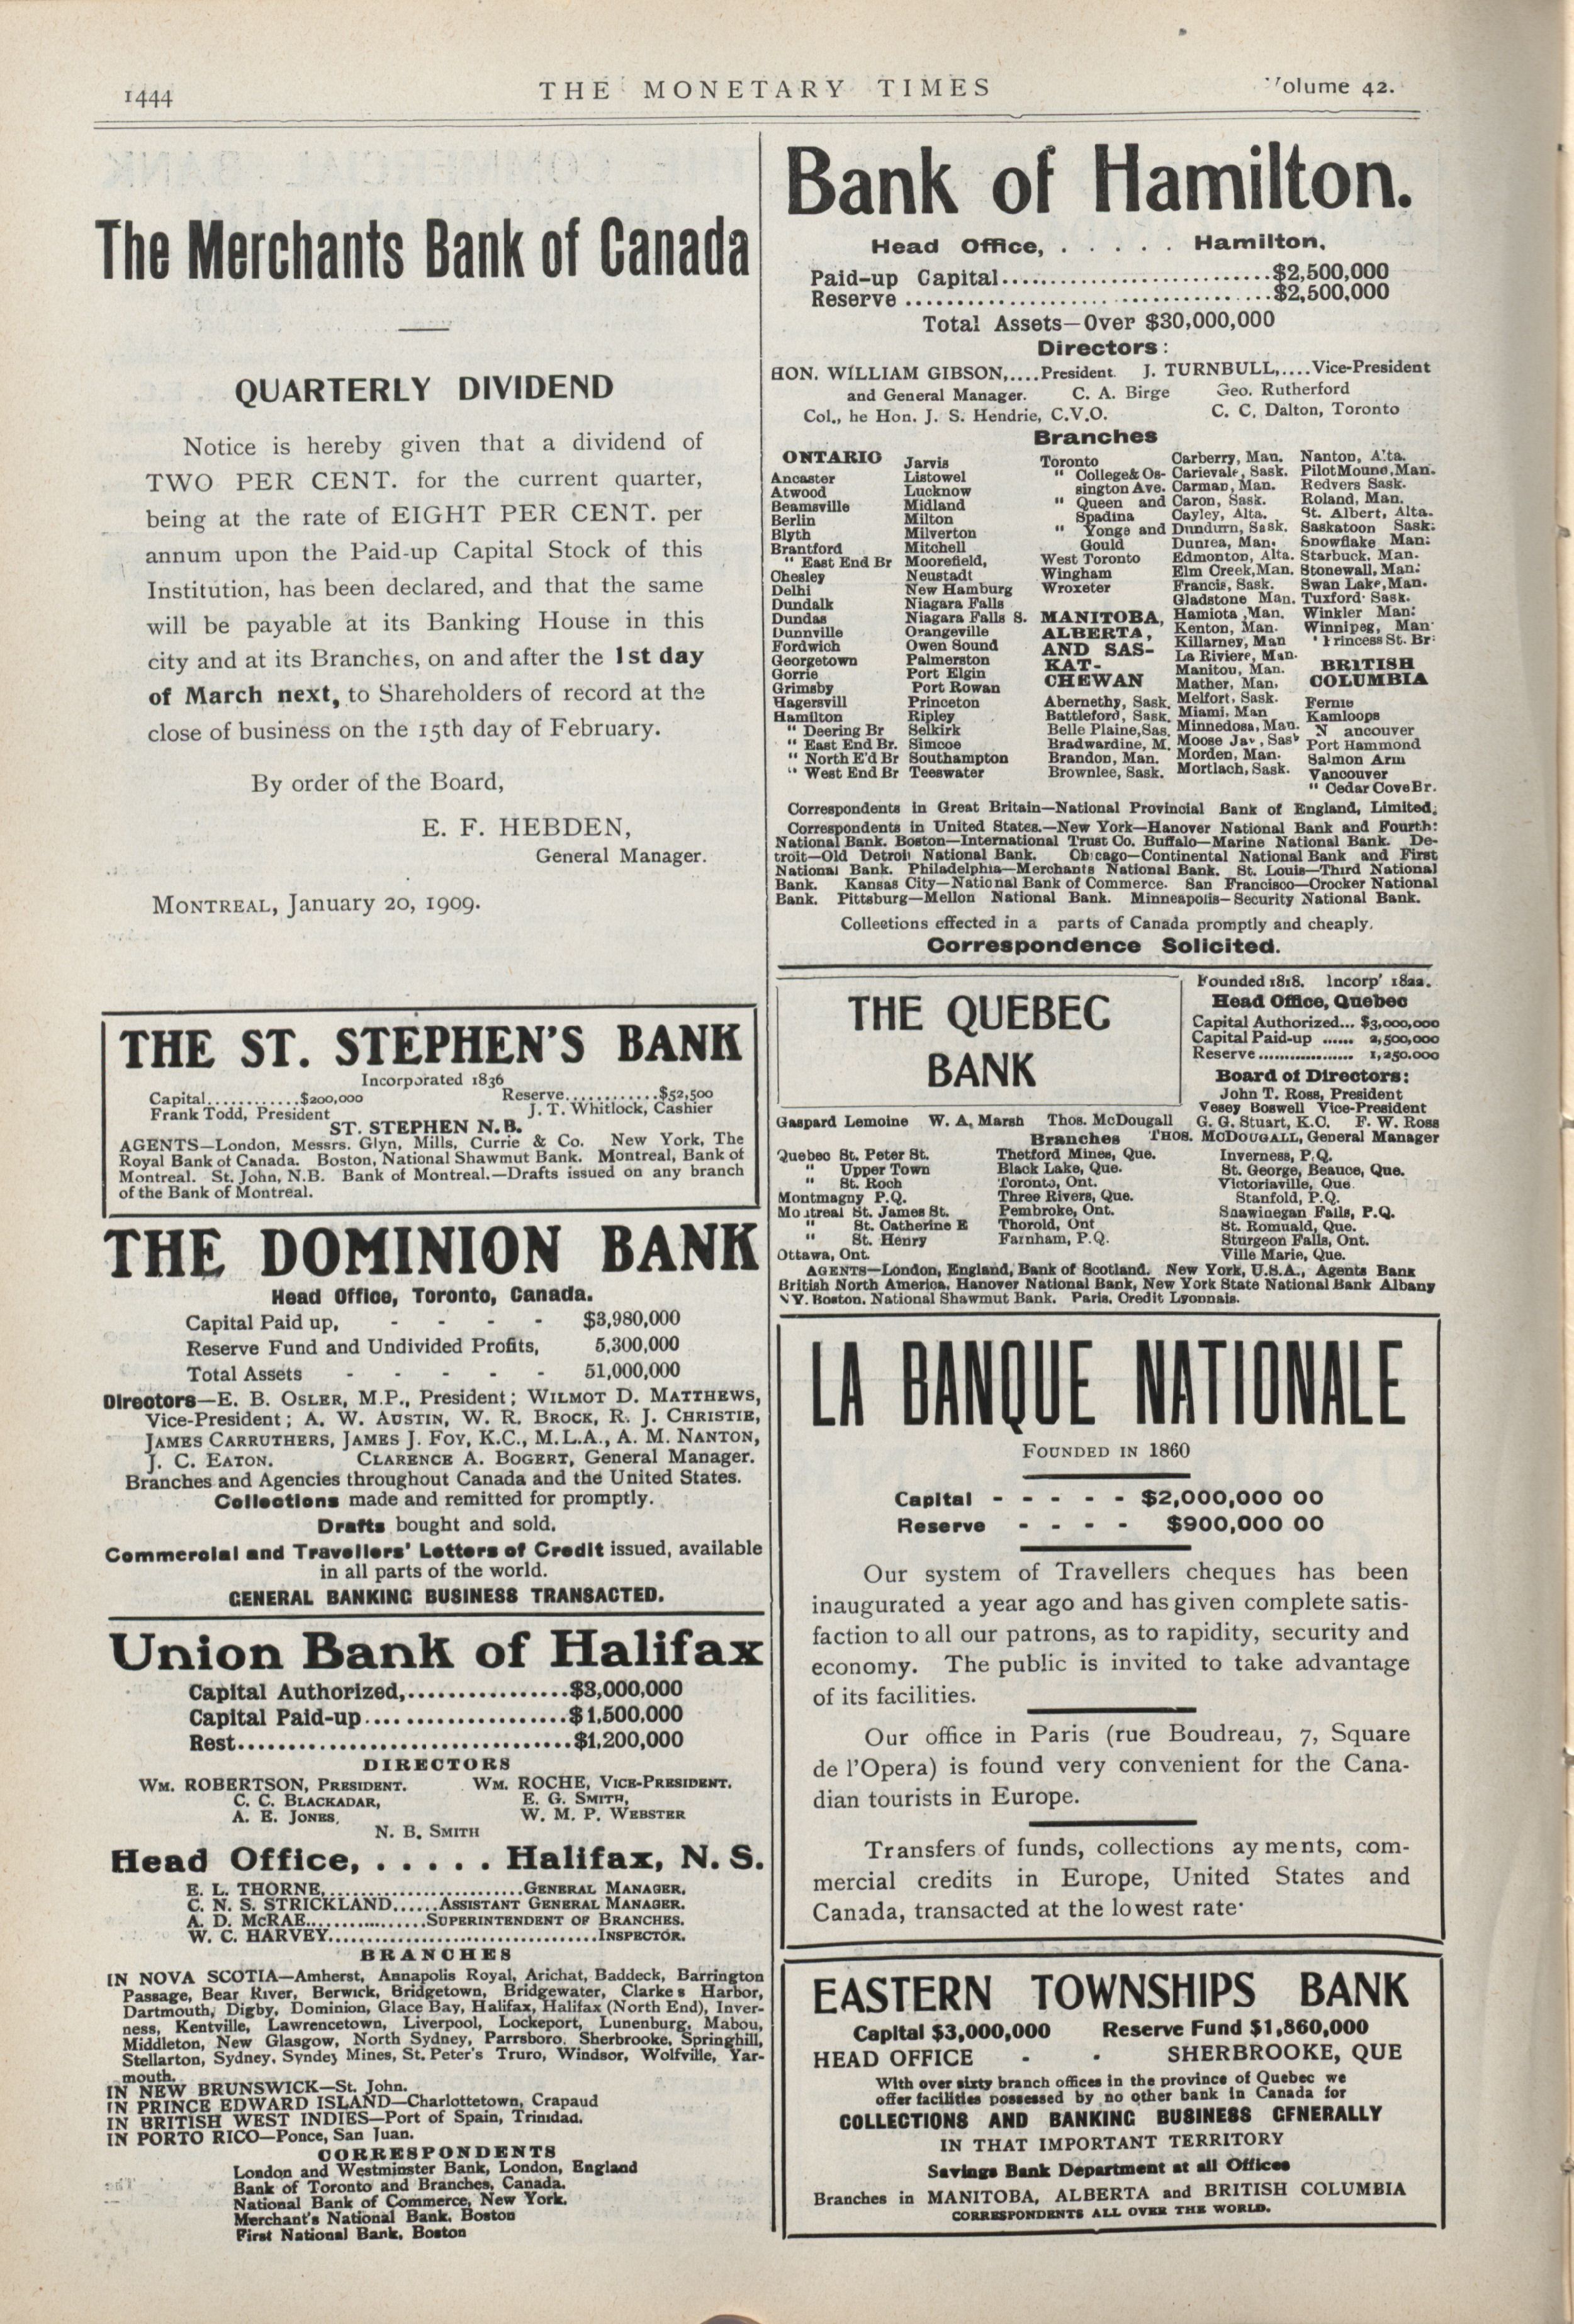 1444
THE MONETARY TIMES
olume 42.
The Merchants Bank of Canada
QUARTERLY DIVIDEND
Notice is hereby given that a dividend of
TWO PER CENT. for the current quarter,
being at the rate of EIGHT PER CENT. per
annum upon the Paid-up Capital Stock of this
Institution, has been declared, and that the same
will be payable at its Banking House in this
city and at its Branches, on and after the 1st day
of March next, to Shareholders of record at the
close of business on the 15th day of February.
By order of the Board,
E. F. HEBDEN,
General Manager.
MONTREAL, January 20, 1909.
THE ST. STEPHEN'S BANK
Incorporated 1836
Capital............$200,000 Reserve............$52,500
Frank Todd, President J. T. Whitlock, Cashier
ST. STEPHEN N.B.
AGENTS—London, Messrs. Glyn, Mills, Currie & Co. New York, The
Royal Bank of Canada. Boston, National Shawmut Bank. Montreal, Bank of
Montreal. St. John, N.B. Bank of Montreal.—Drafts issued on any branch
of the Bank of Montreal.
THE DOMINION BANK
Head Office, Toronto, Canada.
Capital Paid up, - - - - $3,980,000
Reserve Fund and Undivided Profits, 5,300,000
Total Assets - - - - - 51,000,000
Directors—E. B. OSLER, M.P., President; WILMOT D. MATTHEWS,
Vice-President; A. W. AUSTIN, W. R. BROCK, R. J. CHRISTIE,
JAMES CARRUTHERS, JAMES J. FOY, K.C., M.L.A., A. M. NANTON,
J. C. EATON. CLARENCE A. BOGERT, General Manager.
Branches and Agencies throughout Canada and the United States.
Collections made and remitted for promptly.
Drafts bought and sold.
Commercial and Travellers' Letters of Credit issued, available
in all parts of the world.
GENERAL BANKING BUSINESS TRANSACTED.
Union Bank of Halifax
Capital Authorized,................$3,000,000
Capital Paid-up....................$1,500,000
Rest.................................$1,200,000
DIRECTORS
WM. ROBERTSON, PRESIDENT. WM. ROCHE, VICE-PRESIDENT.
C. C. BLACKADAR, E. G. SMITH,
A. E. JONES, W. M. P. WEBSTER
N. B. SMITH
Head Office, . . . . . Halifax, N. S.
E. L. THORNE,........................GENERAL MANAGER.
C. N. S. STRICKLAND......ASSISTANT GENERAL MANAGER.
A. D. McRAE...............SUPERINTENDENT OF BRANCHES.
W. C. HARVEY.................................INSPECTOR.
BRANCHES
IN NOVA SCOTIA—Amherst, Annapolis Royal, Arichat, Baddeck, Barrington
Passage, Bear River, Berwick, Bridgetown, Bridgewater, Clarke s Harbor,
Dartmouth, Digby, Dominion, Glace Bay, Halifax, Halifax (North End), Inver-
ness, Kentville, Lawrencetown, Liverpool, Lockeport, Lunenburg, Mabou,
Middleton, New Glasgow, North Sydney, Parrsboro, Sherbrooke, Springhill,
Stellarton, Sydney, Syndey Mines, St. Peter's Truro, Windsor, Wolfville, Yar-
mouth.
IN NEW BRUNSWICK—St. John.
IN PRINCE EDWARD ISLAND—Charlottetown, Crapaud
IN BRITISH WEST INDIES—Port of Spain, Trinidad.
IN PORTO RICO—Ponce, San Juan.
CORRESPONDENTS
London and Westminster Bank, London, England
Bank of Toronto and Branches, Canada.
National Bank of Commerce, New York.
Merchant's National Bank, Boston
First National Bank, Boston
Bank of Hamilton.
Head Office, . . . . . Hamilton.
Paid-up Capital..........................$2,500,000
Reserve ...................................$2,500,000
Total Assets—Over $30,000,000
Directors:
HON. WILLIAM GIBSON,....President. J. TURNBULL,....Vice-President
and General Manager. C. A. Birge Geo. Rutherford
Col., he Hon. J. S. Hendrie, C.V.O. C. C. Dalton, Toronto
Branches
ONTARIO
Ancaster
Atwood
Beamsville
Berlin
Blyth
Brantford
" East End Br
Chesley
Delhi
Dundalk
Dundas
Dunnville
Fordwich
Georgetown
Gorrie
Grimsby
Hagersvill
Hamilton
" Deering Br
" East End Br.
" North E'd Br
" West End Br
Jarvis
Listowel
Lucknow
Midland
Milton
Milverton
Mitchell
Moorefield,
Neustadt
New Hamburg
Niagara Falls
Niagara Falls S.
Orangeville
Owen Sound
Palmerston
Port Elgin
Port Rowan
Princeton
Ripley
Selkirk
Simcoe
Southampton
Teeswater
Toronto
" College& Os-
sington Ave.
" Queen and
Spadina
" Yonge and
Gould
West Toronto
Wingham
Wroxeter
MANITOBA,
ALBERTA,
AND SAS-
KAT-
CHEWAN
Abernethy, Sask.
Battleford, Sask.
Belle Plaine,Sas.
Bradwardine, M.
Brandon, Man.
Brownlee, Sask.
Carberry, Man.
Carievale, Sask.
Carman, Man.
Caron, Sask.
Cayley, Alta.
Dundurn, Sask.
Dunrea, Man.
Edmonton, Alta.
Elm Creek,Man.
Francis, Sask.
Gladstone Man.
Hamiota, Man.
Kenton, Man.
Killarney, Man
La Riviere, Man.
Manitou, Man.
Mather, Man.
Melfort, Sask.
Miami, Man
Minnedosa, Man.
Moose Jaw, Sask
Morden, Man.
Mortlach, Sask.
Nanton, Alta.
Pilot Mound,Man.
Redvers Sask.
Roland, Man.
St. Albert, Alta.
Saskatoon Sask.
Snowflake Man.
Starbuck, Man.
Stonewall, Man.
Swan Lake,Man.
Tuxford Sask.
Winkler Man.
Winnipeg, Man
" Princess St. Br.
BRITISH
COLUMBIA
Fernie
Kamloops
N ancouver
Port Hammond
Salmon Arm
Vancouver
" Cedar Cove Br.
Correspondents in Great Britain—National Provincial Bank of England, Limited.
Correspondents in United States.—New York—Hanover National Bank and Fourth
National Bank. Boston—International Trust Co. Buffalo—Marine National Bank. De-
troit—Old Detroit National Bank. Chicago—Continental National Bank and First
National Bank. Philadelphia—Merchants National Bank. St. Louis—Third National
Bank. Kansas City—National Bank of Commerce. San Francisco—Crocker National
Bank. Pittsburg—Mellon National Bank. Minneapolis—Security National Bank.
Collections effected in a parts of Canada promptly and cheaply.
Correspondence Solicited.
THE QUEBEC
BANK
Founded 1818. Incorp' 1822.
Head Office, Quebec
Capital Authorized... $3,000,000
Capital Paid-up ...... 2,500,000
Reserve.................. 1,250.000
Board of Directors:
John T. Ross, President
Vesey Boswell Vice-President
Gaspard Lemoine W. A. Marsh Thos. McDougall G. G. Stuart, K.C. F. W. Ross
Branches THOS. McDOUGALL, General Manager
Quebec St. Peter St. Thetford Mines, Que. Inverness, P.Q.
" Upper Town Black Lake, Que. St. George, Beauce, Que.
" St. Roch Toronto, Ont. Victoriaville, Que.
Montmagny P.Q. Three Rivers, Que. Stanfold, P.Q.
Montreal St. James St. Pembroke, Ont. Shawinegan Falls, P.Q.
" St. Catherine E Thorold, Ont St. Romuald, Que.
" St. Henry Farnham, P.Q. Sturgeon Falls, Ont.
Ottawa, Ont. Ville Marie, Que.
AGENTS—London, England, Bank of Scotland. New York, U.S.A., Agents Bank
British North America, Hanover National Bank, New York State National Bank Albany
N.Y. Boston, National Shawmut Bank. Paris, Credit Lyonnais.
LA BANQUE NATIONALE
FOUNDED IN 1860
Capital - - - - - $2,000,000 00
Reserve - - - - $900,000 00
Our system of Travellers cheques has been
inaugurated a year ago and has given complete satis-
faction to all our patrons, as to rapidity, security and
economy. The public is invited to take advantage
of its facilities.
Our office in Paris (rue Boudreau, 7, Square
de l'Opera) is found very convenient for the Cana-
dian tourists in Europe.
Transfers of funds, collections ay ments, com-
mercial credits in Europe, United States and
Canada, transacted at the lowest rate.
EASTERN TOWNSHIPS BANK
Capital $3,000,000 Reserve Fund $1,860,000
HEAD OFFICE - - SHERBROOKE, QUE
With over sixty branch offices in the province of Quebec we
offer facilities possessed by no other bank in Canada for
COLLECTIONS AND BANKING BUSINESS GENERALLY
IN THAT IMPORTANT TERRITORY
Savings Bank Department at all Offices
Branches in MANITOBA, ALBERTA and BRITISH COLUMBIA
CORRESPONDENTS ALL OVER THE WORLD.